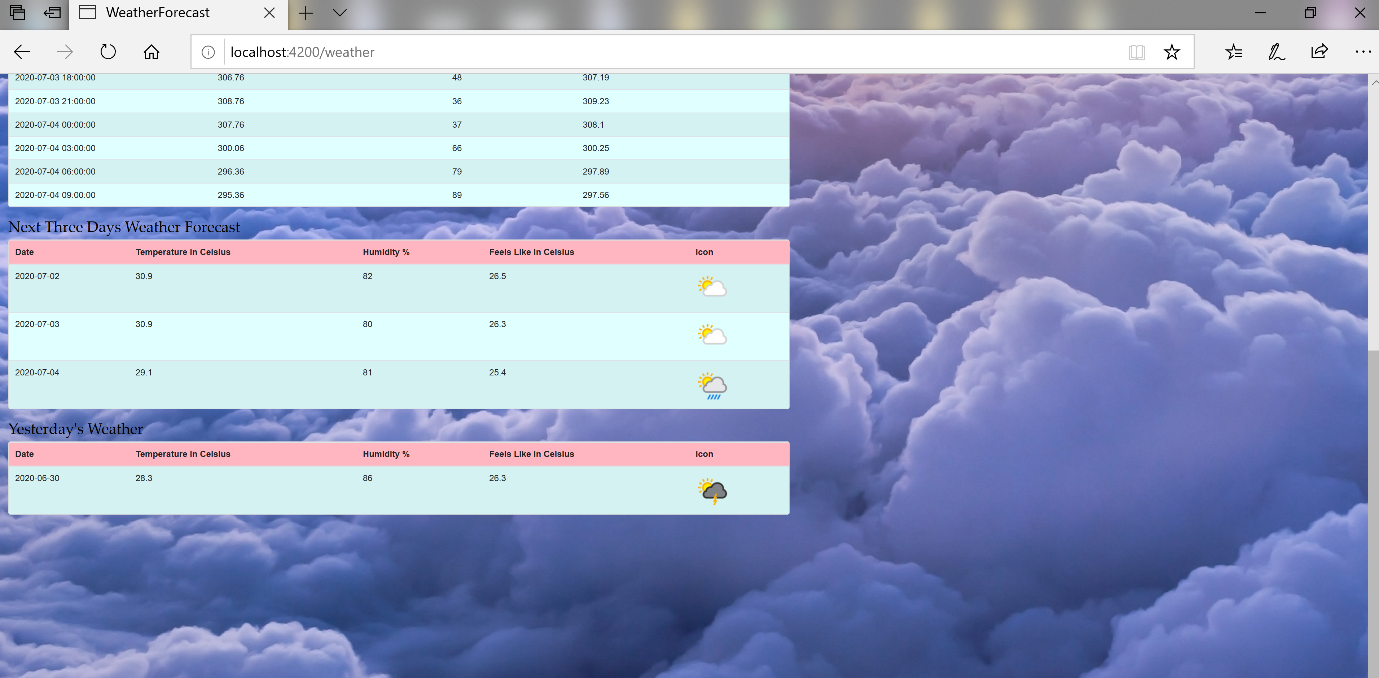 WeatherForecast
localhost:4200/weather
2020-07-03 18:00:00 306.76 48 307.19
2020-07-03 21:00:00 308.76 36 309.23
2020-07-04 00:00:00 307.76 37 308.1
2020-07-04 03:00:00 300.06 66 300.25
2020-07-04 06:00:00 296.36 79 297.89
2020-07-04 09:00:00 295.36 89 297.56
Next Three Days Weather Forecast
Date Temperature in Celsius Humidity % Feels Like in Celsius Icon
2020-07-02 30.9 82 26.5
2020-07-03 30.9 80 26.3
2020-07-04 29.1 81 25.4
Yesterday's Weather
Date Temperature in Celsius Humidity % Feels Like in Celsius Icon
2020-06-30 28.3 86 26.3